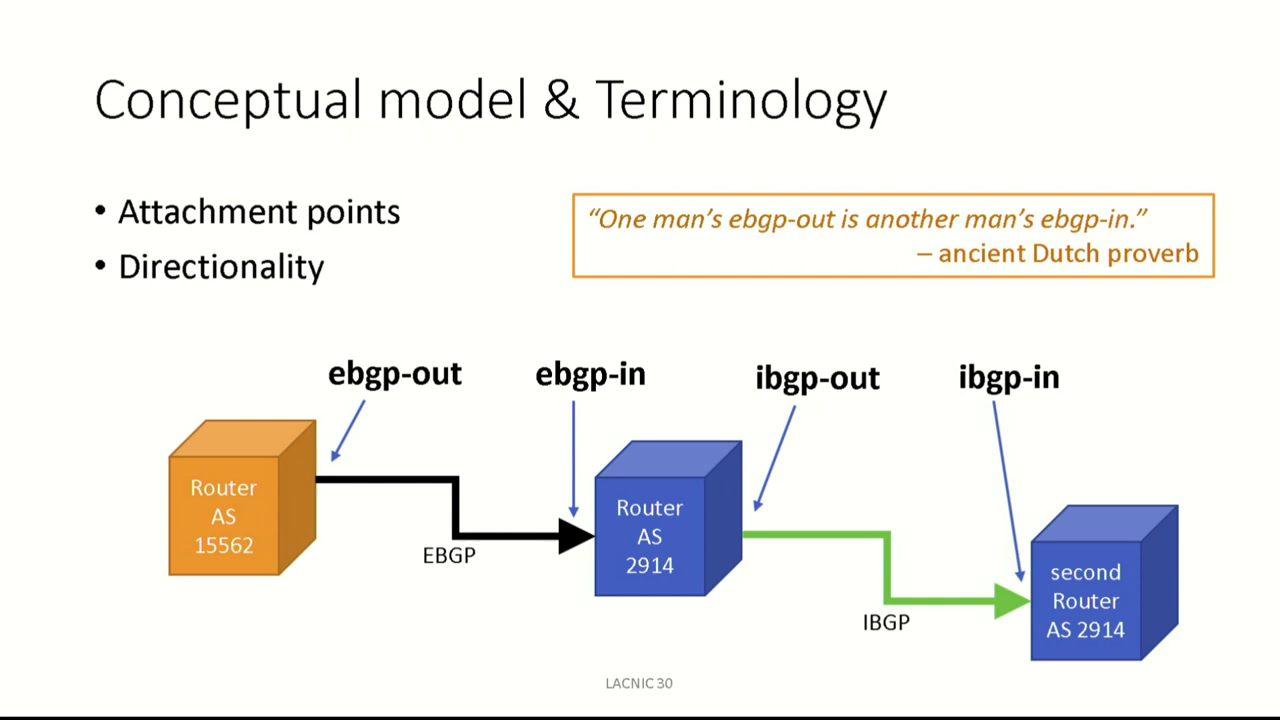 Conceptual model & Terminology
• Attachment points
• Directionality
“One man’s ebgp-out is another man’s ebgp-in.”
– ancient Dutch proverb
ebgp-out
ebgp-in
ibgp-out
ibgp-in
Router
AS
15562
EBGP
Router
AS
2914
IBGP
second
Router
AS 2914
LACNIC 30